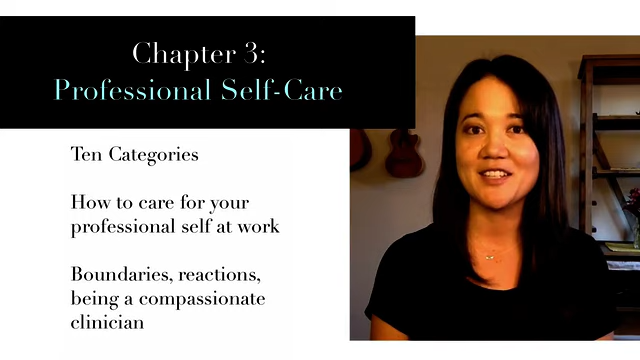 Chapter 3:
Professional Self-Care
Ten Categories
How to care for your
professional self at work
Boundaries, reactions,
being a compassionate
clinician